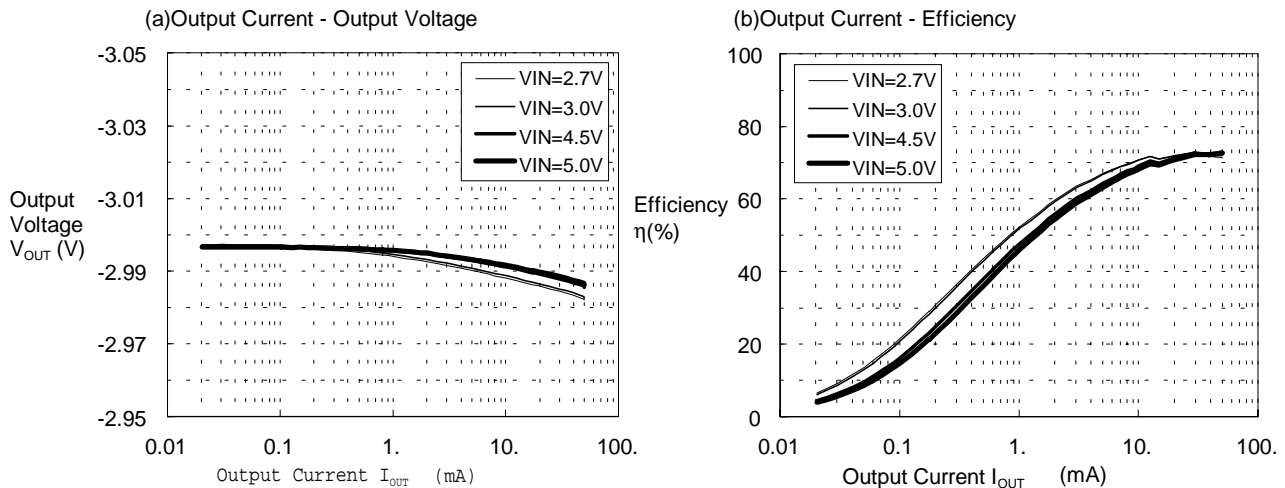 (a)Output Current - Output Voltage
-3.05
-3.03
-3.01
-2.99
-2.97
-2.95
Output
Voltage
VOUT (V)
VIN=2.7V
VIN=3.0V
VIN=4.5V
VIN=5.0V
0.01
0.1
1.
10.
100.
Output Current IOUT (mA)
(b)Output Current - Efficiency
100
80
60
40
20
0
Efficiency
η(%)
VIN=2.7V
VIN=3.0V
VIN=4.5V
VIN=5.0V
0.01
0.1
1.
10.
100.
Output Current IOUT (mA)